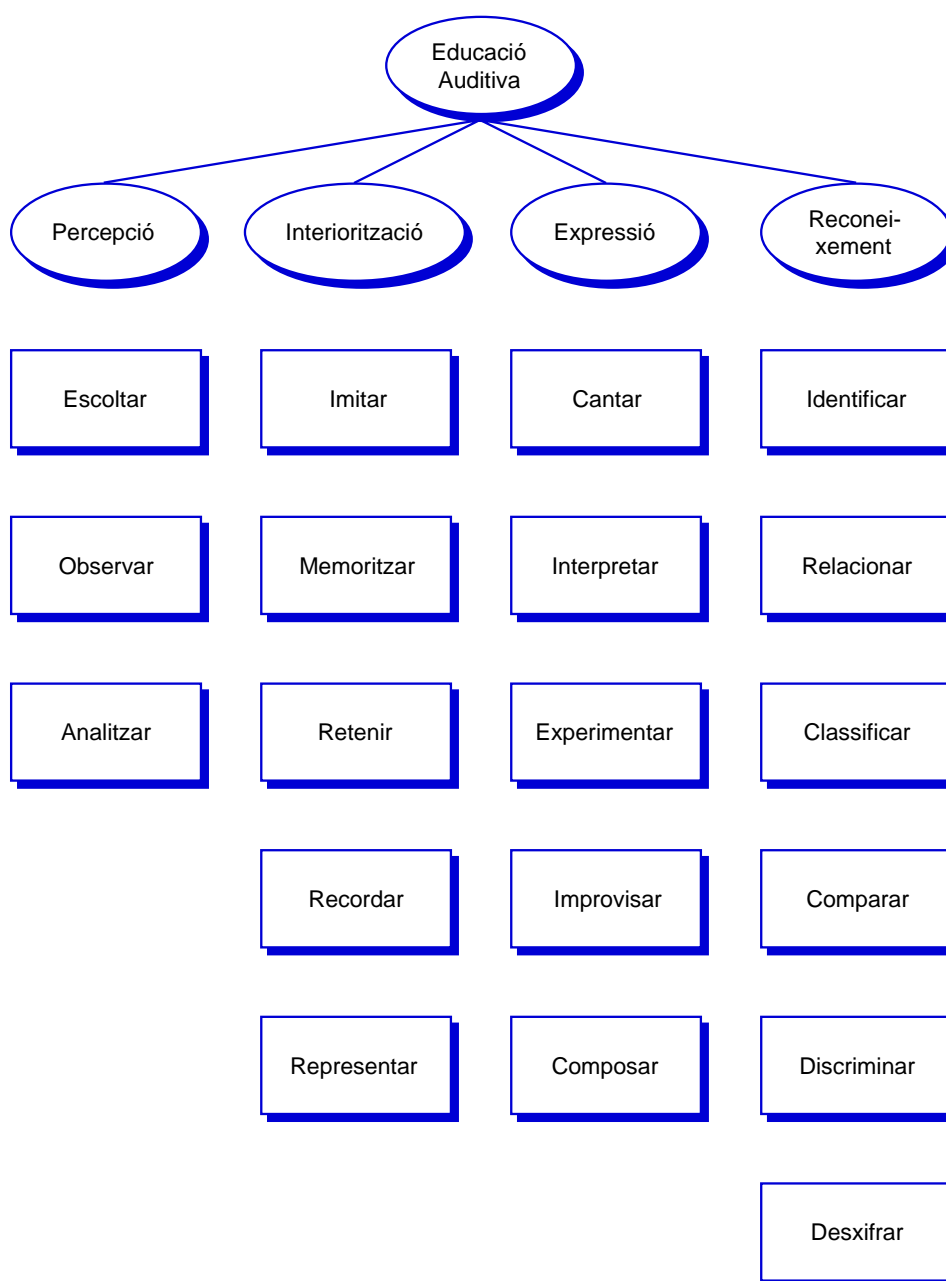 Educació
Auditiva
Percepció
Interiorització
Expressió
Reconei-
xement
Escoltar
Imitar
Cantar
Identificar
Observar
Memoritzar
Interpretar
Relacionar
Analitzar
Retenir
Experimentar
Classificar
Recordar
Improvisar
Comparar
Representar
Composar
Discriminar
Desxifrar